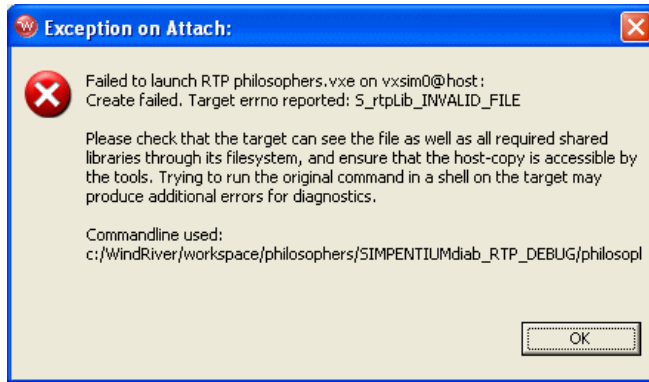 Exception on Attach:
Failed to launch RTP philosophers.vxe on vxsim0@host:
Create failed. Target errno reported: S_rtpLib_INVALID_FILE
Please check that the target can see the file as well as all required shared
libraries through its filesystem, and ensure that the host-copy is accessible by
the tools. Trying to run the original command in a shell on the target may
produce additional errors for diagnostics.
Commandline used:
c:/WindRiver/workspace/philosophers/SIMPENTIUMdiab_RTP_DEBUG/philosopl
OK